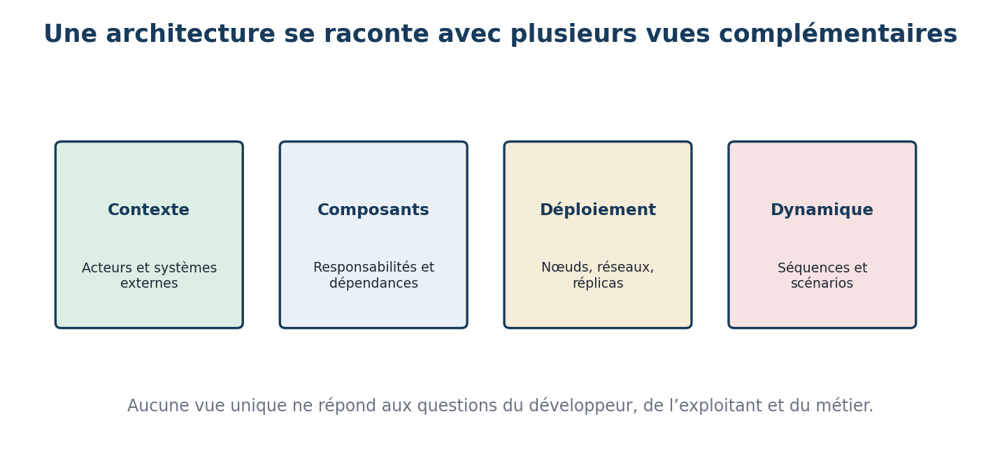 Une architecture se raconte avec plusieurs vues complémentaires
Contexte
Acteurs et systèmes
externes
Composants
Responsabilités et
dépendances
Déploiement
Nœuds, réseaux,
réplicas
Dynamique
Séquences et
scénarios
Aucune vue unique ne répond aux questions du développeur, de l’exploitant et du métier.